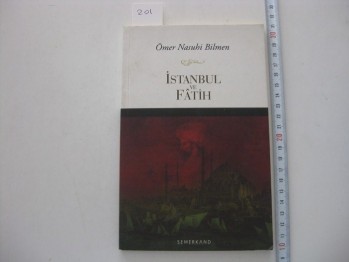 201
Ömer Nasuhi Bilmen
İSTANBUL
VE
FÂTİH
SEMERKAND